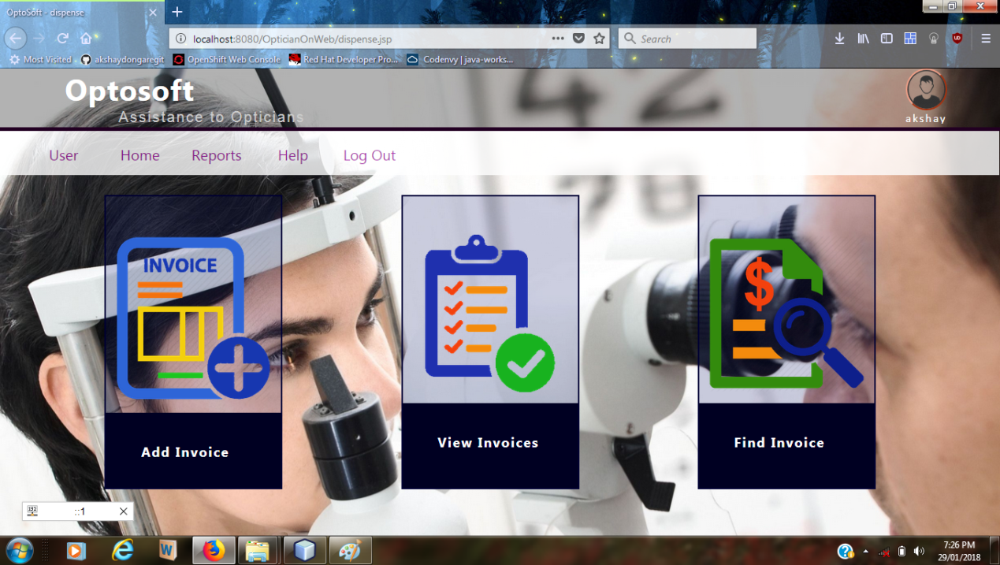 OptoSoft - dispense
localhost:8080/OpticianOnWeb/dispense.jsp
Search
Most Visited
akshaydongaregit
OpenShift Web Console
Red Hat Developer Pro...
Codenvy | java-works...
Optosoft
Assistance to Opticians
akshay
User Home Reports Help Log Out
42
INVOICE
$
Add Invoice
View Invoices
Find Invoice
::1
7:26 PM
29/01/2018